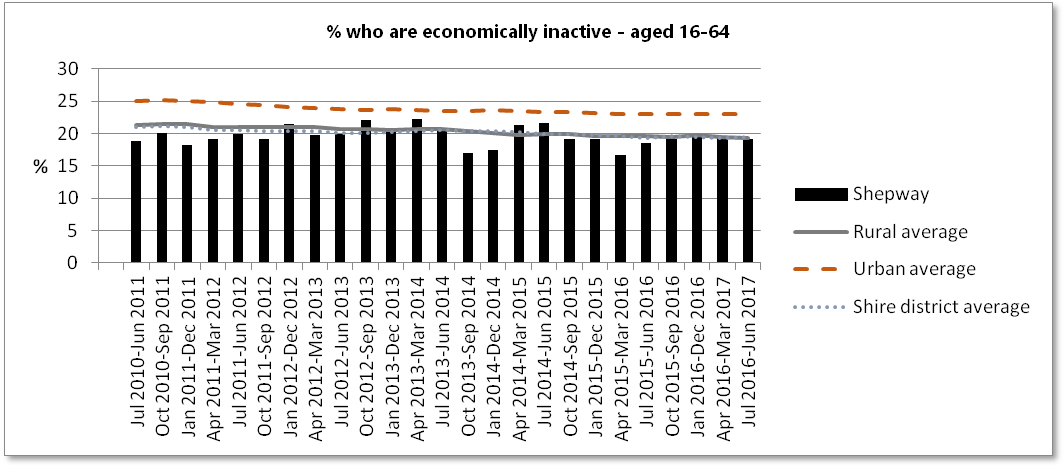 % who are economically inactive - aged 16-64
30
25
20
15
10
5
0
%
Jul 2010-Jun 2011
Oct 2010-Sep 2011
Jan 2011-Dec 2011
Apr 2011-Mar 2012
Jul 2011-Jun 2012
Oct 2011-Sep 2012
Jan 2012-Dec 2012
Apr 2012-Mar 2013
Jul 2012-Jun 2013
Oct 2012-Sep 2013
Jan 2013-Dec 2013
Apr 2013-Mar 2014
Jul 2013-Jun 2014
Oct 2013-Sep 2014
Jan 2014-Dec 2014
Apr 2014-Mar 2015
Jul 2014-Jun 2015
Oct 2014-Sep 2015
Jan 2015-Dec 2015
Apr 2015-Mar 2016
Jul 2015-Jun 2016
Oct 2015-Sep 2016
Jan 2016-Dec 2016
Apr 2016-Mar 2017
Jul 2016-Jun 2017
Shepway
Rural average
Urban average
Shire district average